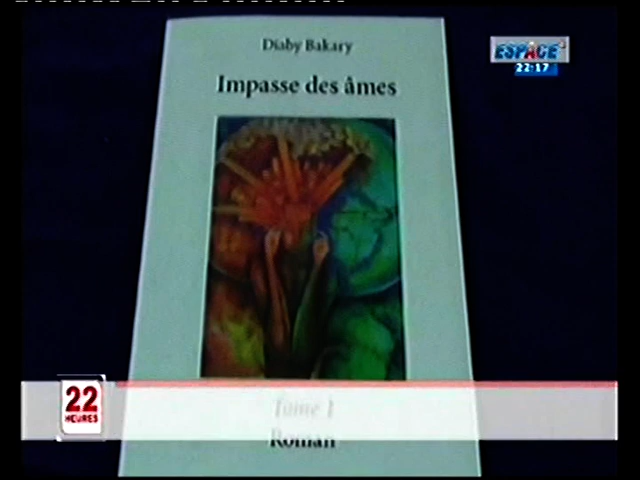 Diaby Bakary
Impasse des âmes
ESPACE
22:17
Tome 1
22
HEURES
Roman